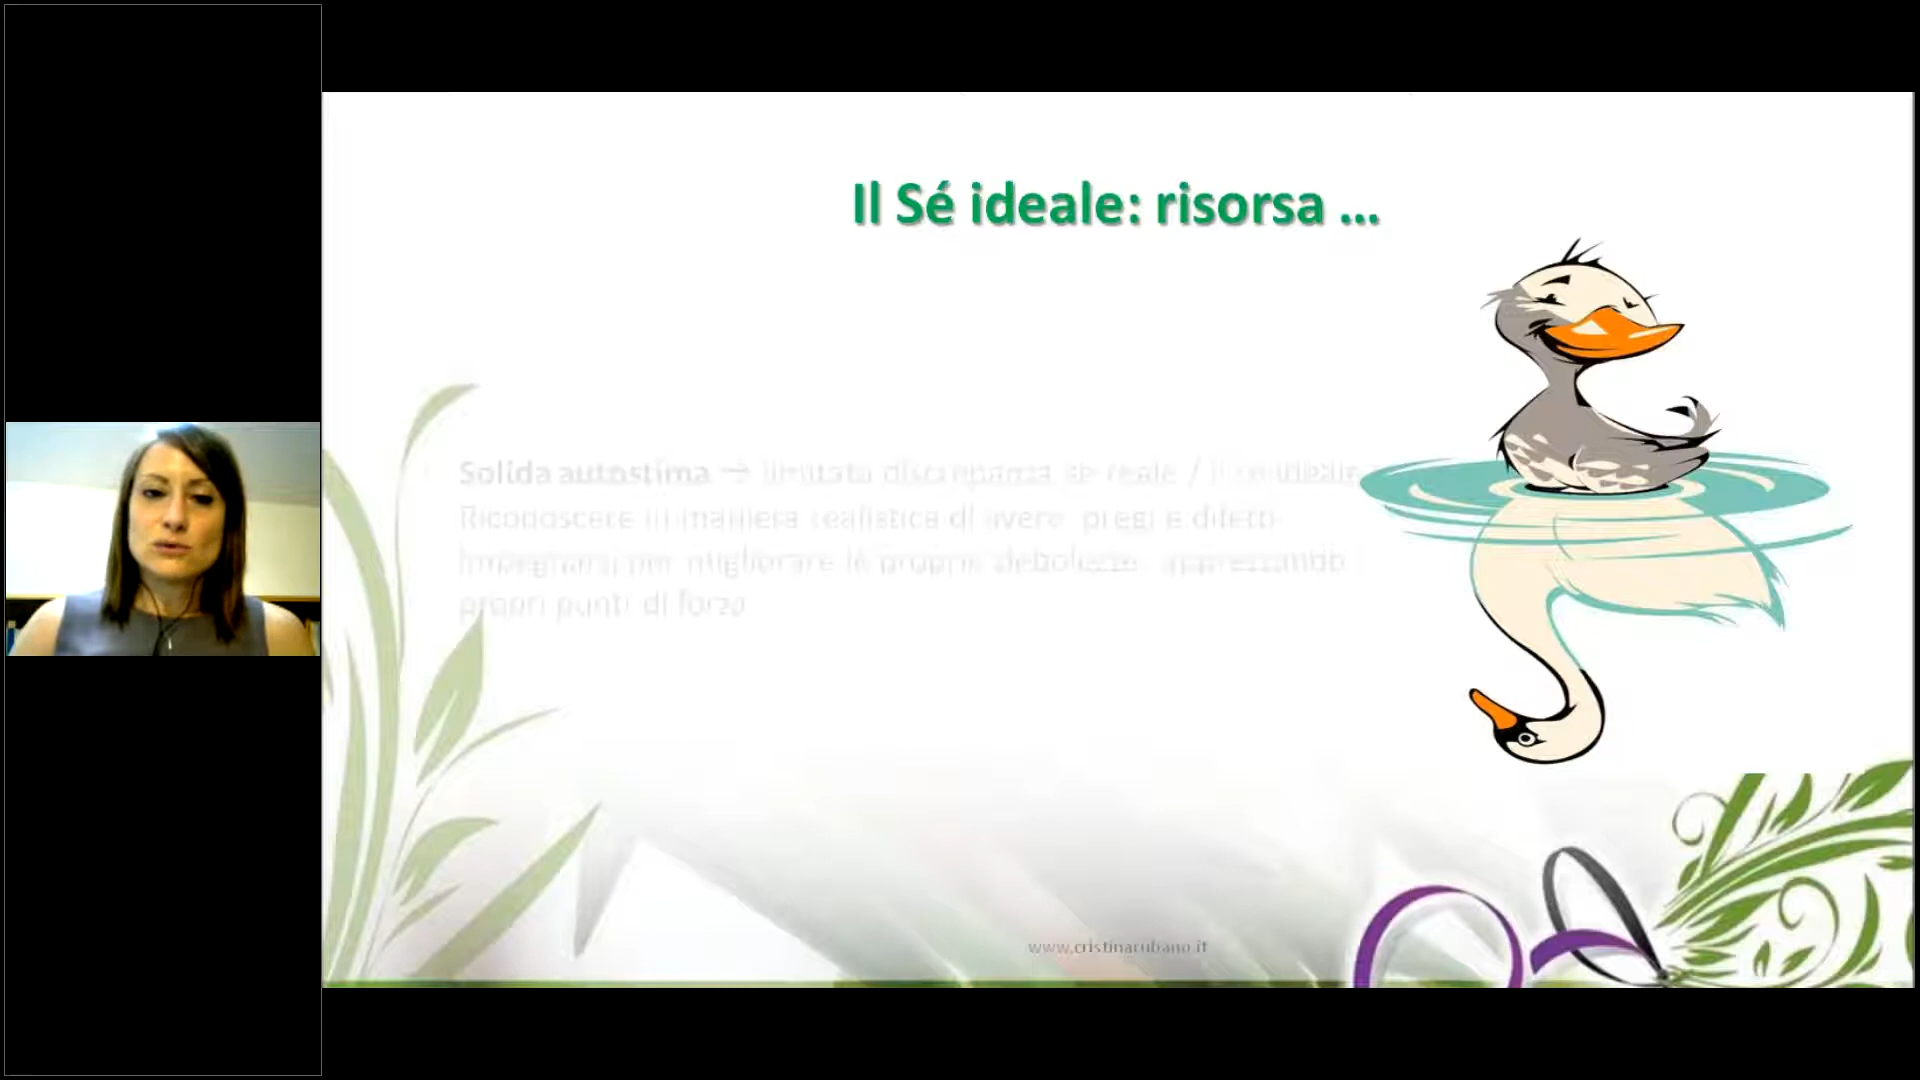 Il Sé ideale: risorsa ...
Solida autostima → limitata discrepanza sé reale / il sé ideale
Riconoscere in maniera realistica di avere pregi e difetti
Impegnarsi per migliorare le proprie debolezze, apprezzando i
propri punti di forza
www.cristinarubano.it